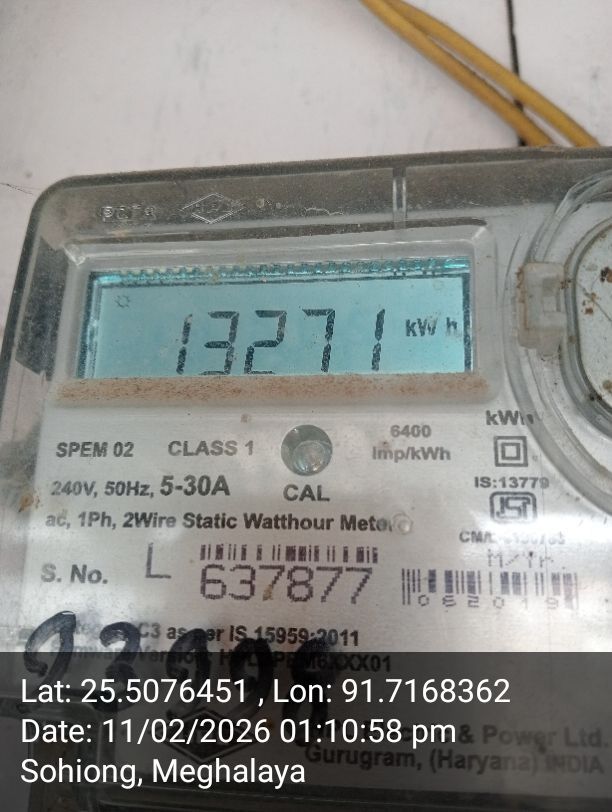 13271 kWh
6400
SPEM 02 CLASS 1 Imp/kWh
240V, 50Hz, 5-30A CAL
IS:13779
ac, 1Ph, 2Wire Static Watthour Meter
M/Yr.
S. No. L 637877
062019
C3 as per IS 15959:2011
Lat: 25.5076451 , Lon: 91.7168362
Date: 11/02/2026 01:10:58 pm
& Power Ltd.
Sohiong, Meghalaya
Gurugram, (Haryana) INDIA